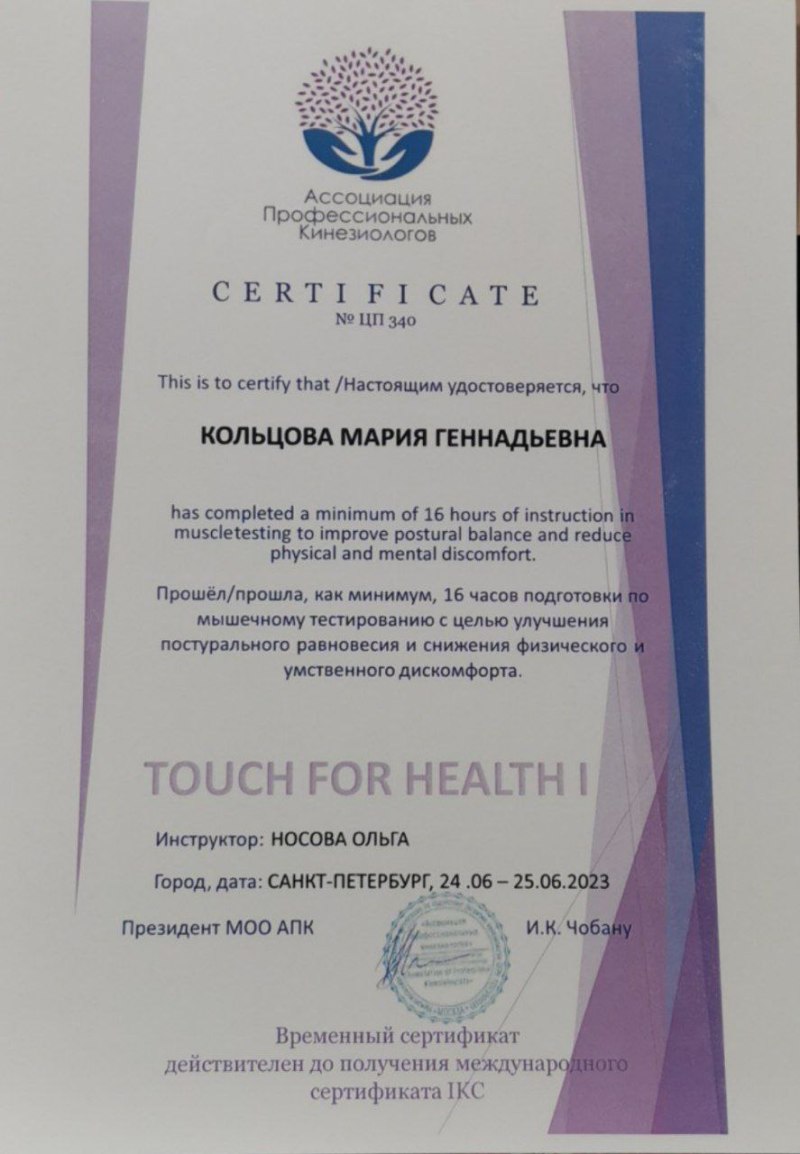 Ассоциация
Профессиональных
Кинезиологов
CERTIFICATE
№ ЦП 340
This is to certify that /Настоящим удостоверяется, что
КОЛЬЦОВА МАРИЯ ГЕННАДЬЕВНА
has completed a minimum of 16 hours of instruction in
muscletesting to improve postural balance and reduce
physical and mental discomfort.
Прошёл/прошла, как минимум, 16 часов подготовки по
мышечному тестированию с целью улучшения
постурального равновесия и снижения физического и
умственного дискомфорта.
TOUCH FOR HEALTH I
Инструктор: НОСОВА ОЛЬГА
Город, дата: САНКТ-ПЕТЕРБУРГ, 24 .06 – 25.06.2023
Президент МОО АПК
И.К. Чобану
Временный сертификат
действителен до получения международного
сертификата IKC